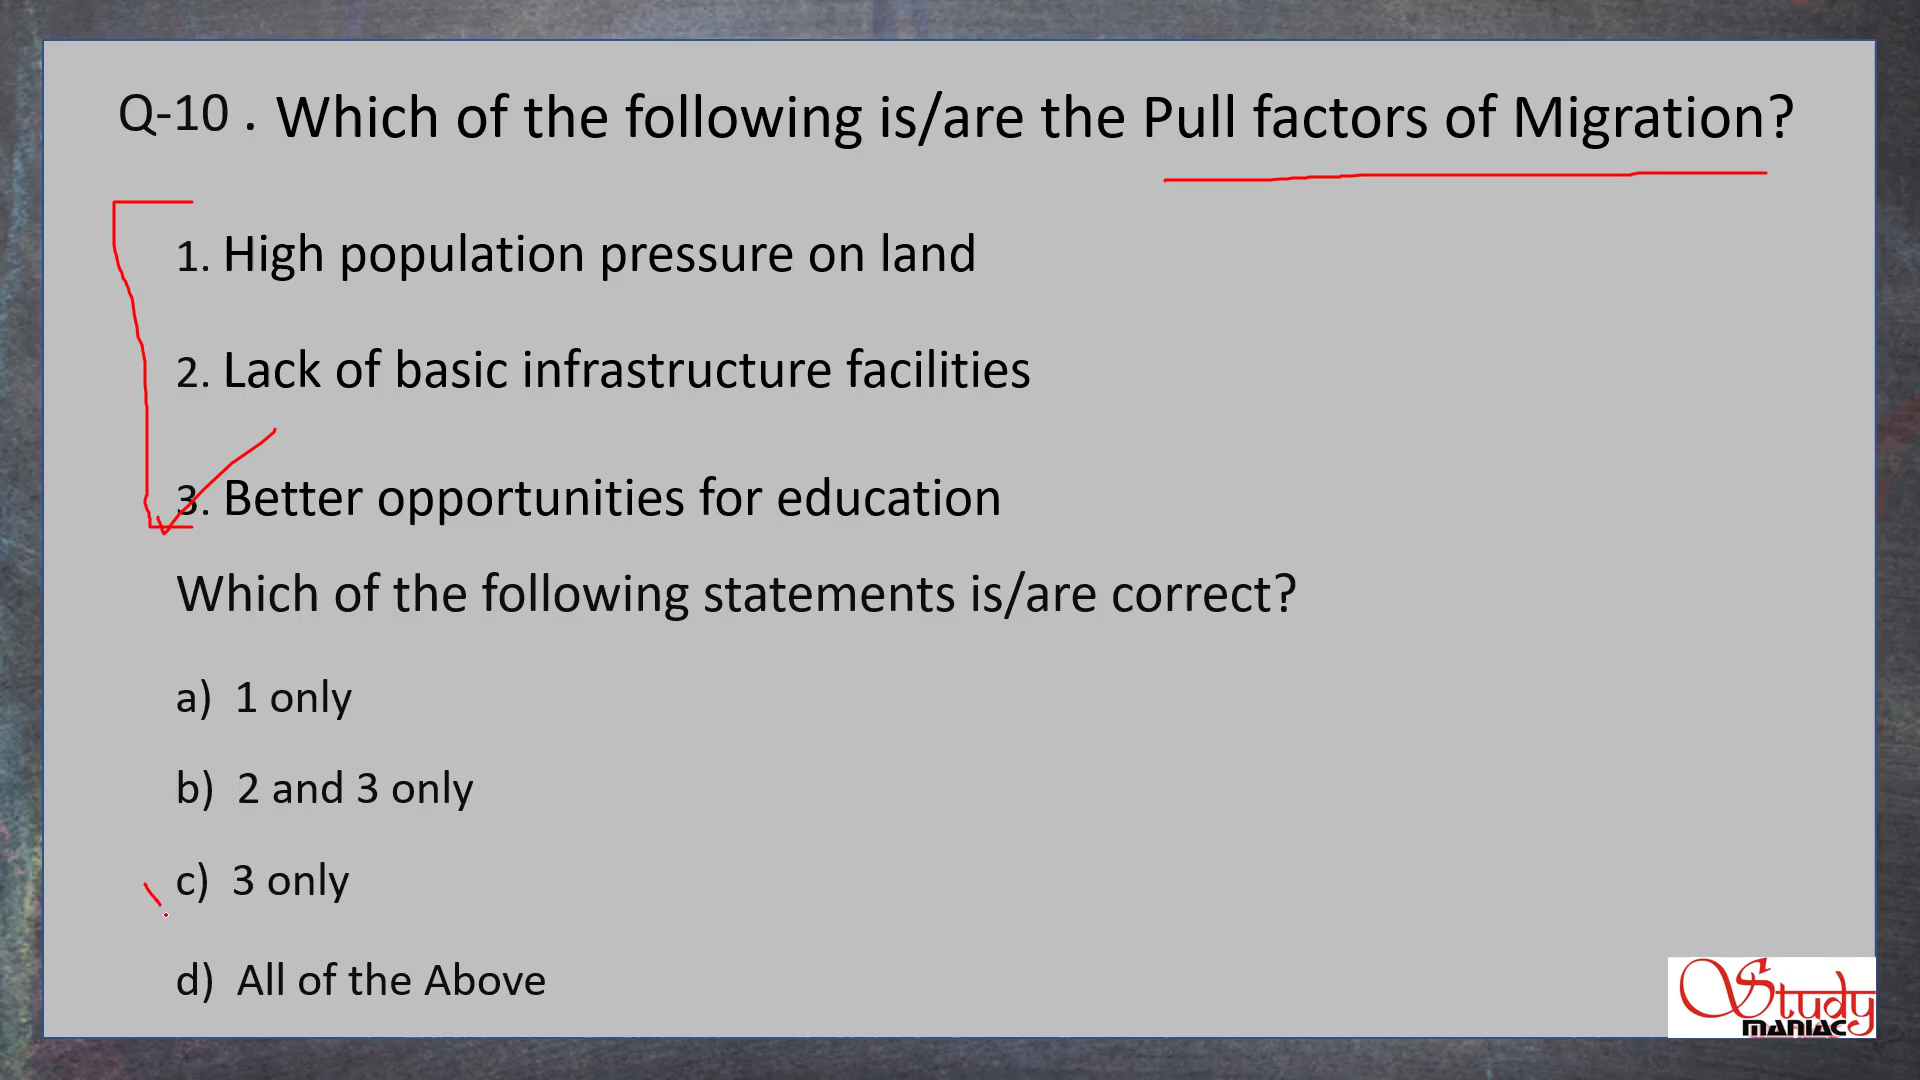 Q-10 . Which of the following is/are the Pull factors of Migration?
1. High population pressure on land
2. Lack of basic infrastructure facilities
3. Better opportunities for education
Which of the following statements is/are correct?
a) 1 only
b) 2 and 3 only
c) 3 only
d) All of the Above
Study
MANIAC